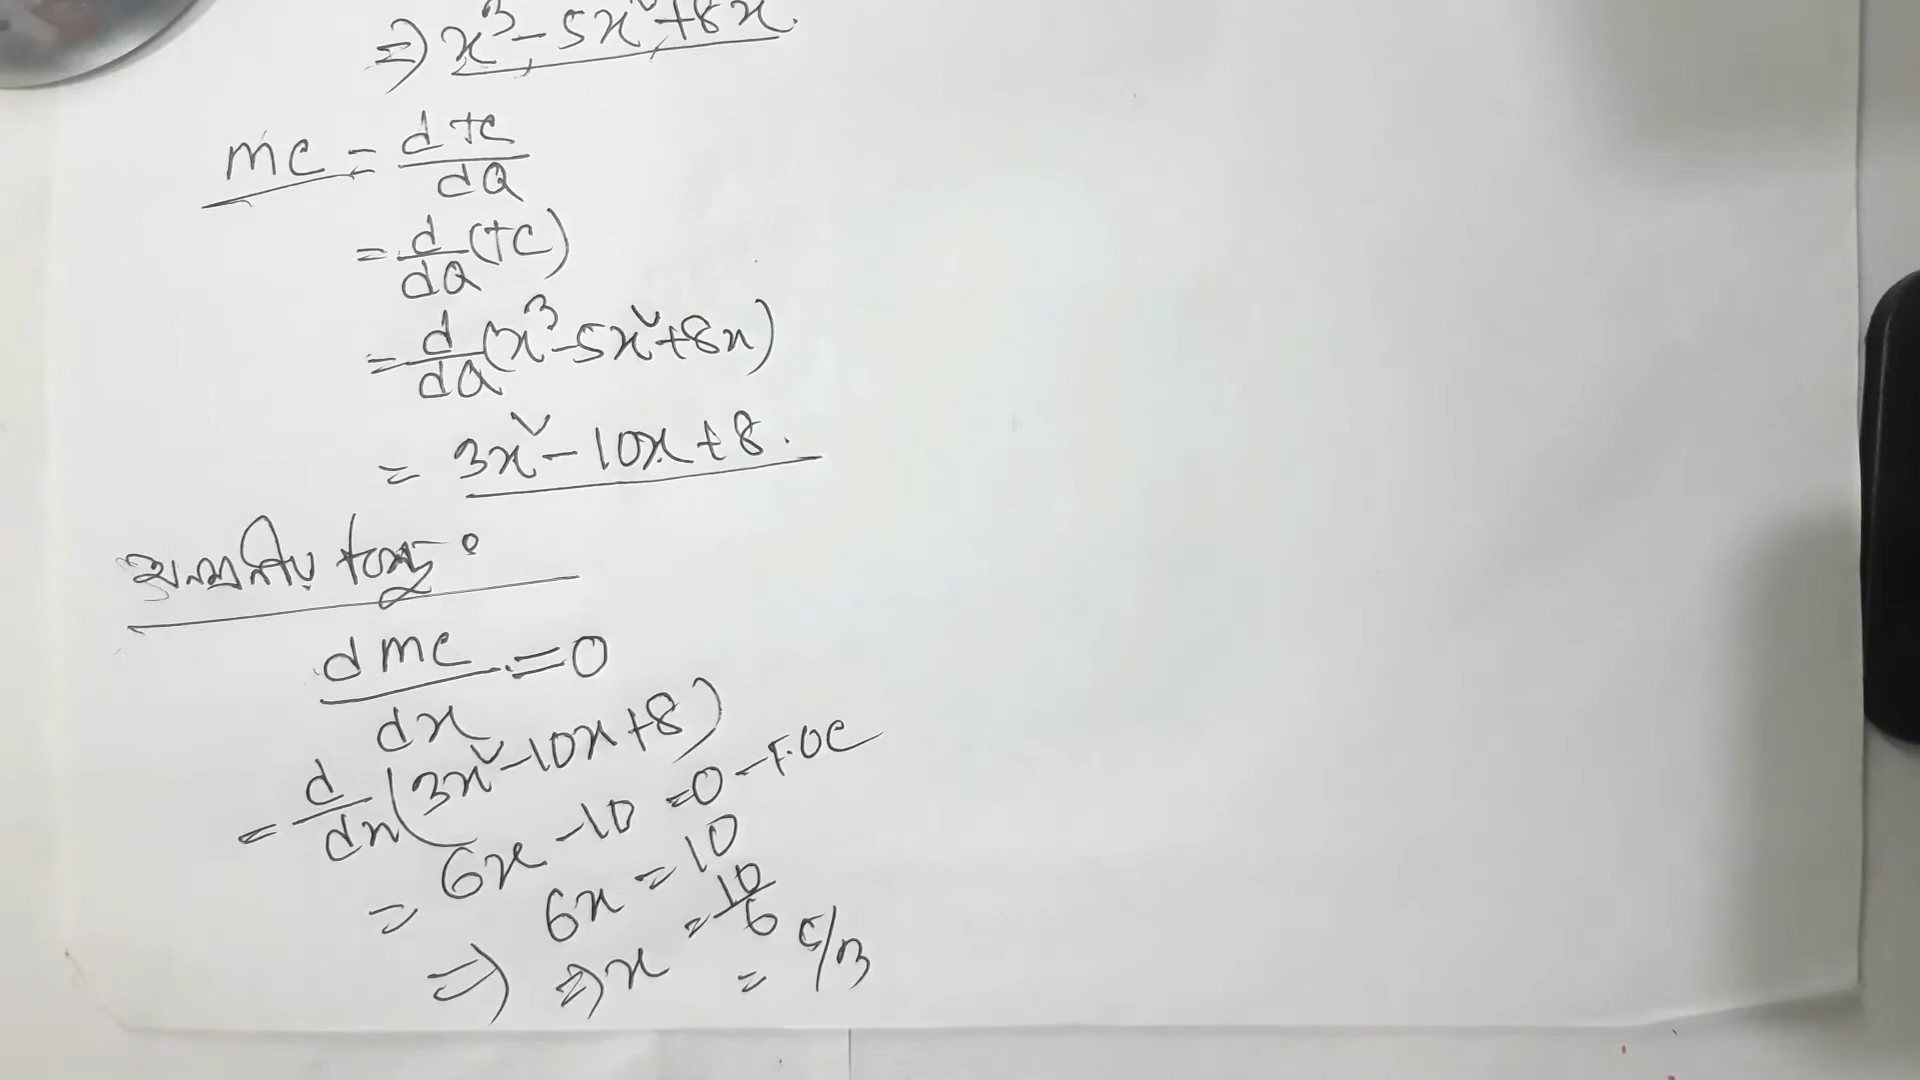 ⇒ x³ - 5x² + 8x
mc = dTC/dQ
= d/dQ (TC)
= d/dQ (x³ - 5x² + 8x)
= 3x² - 10x + 8.
dmc/dx = 0
= d/dx (3x² - 10x + 8)
= 6x - 10 = 0 - F.OC
⇒ 6x = 10
⇒ x = 10/6
= 5/3